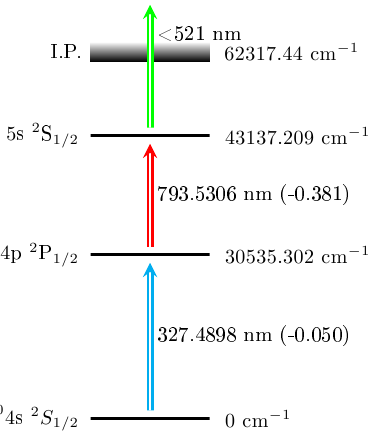 <521 nm
I.P. 62317.44 cm⁻¹
5s ²S₁/₂ 43137.209 cm⁻¹
793.5306 nm (-0.381)
4p ²P₁/₂ 30535.302 cm⁻¹
327.4898 nm (-0.050)
4s ²S₁/₂ 0 cm⁻¹